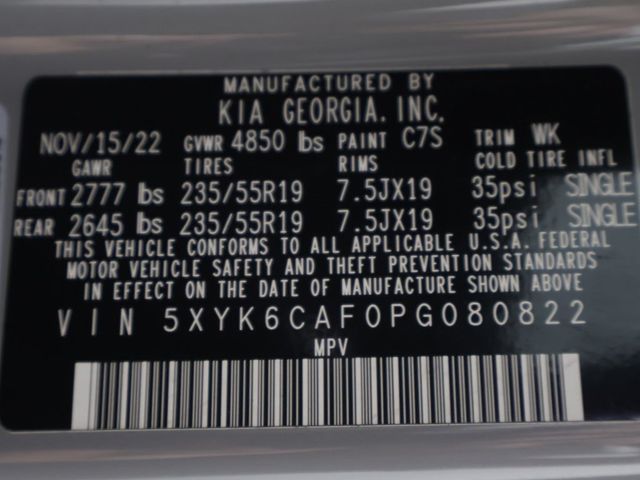 MANUFACTURED BY
KIA GEORGIA. INC.
NOV/15/22 GVWR 4850 lbs PAINT C7S TRIM WK
GAWR TIRES RIMS COLD TIRE INFL
FRONT 2777 lbs 235/55R19 7.5JX19 35psi SINGLE
REAR 2645 lbs 235/55R19 7.5JX19 35psi SINGLE
THIS VEHICLE CONFORMS TO ALL APPLICABLE U.S.A. FEDERAL
MOTOR VEHICLE SAFETY AND THEFT PREVENTION STANDARDS
IN EFFECT ON THE DATE OF MANUFACTURE SHOWN ABOVE
VIN 5XYK6CAF0PG080822
MPV